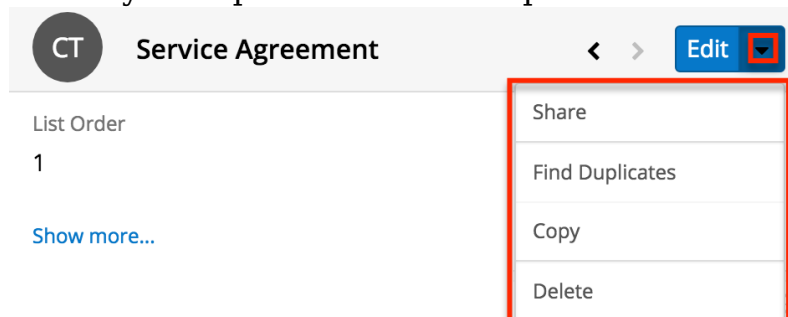 CT Service Agreement Edit
List Order
1
Show more...
Share
Find Duplicates
Copy
Delete